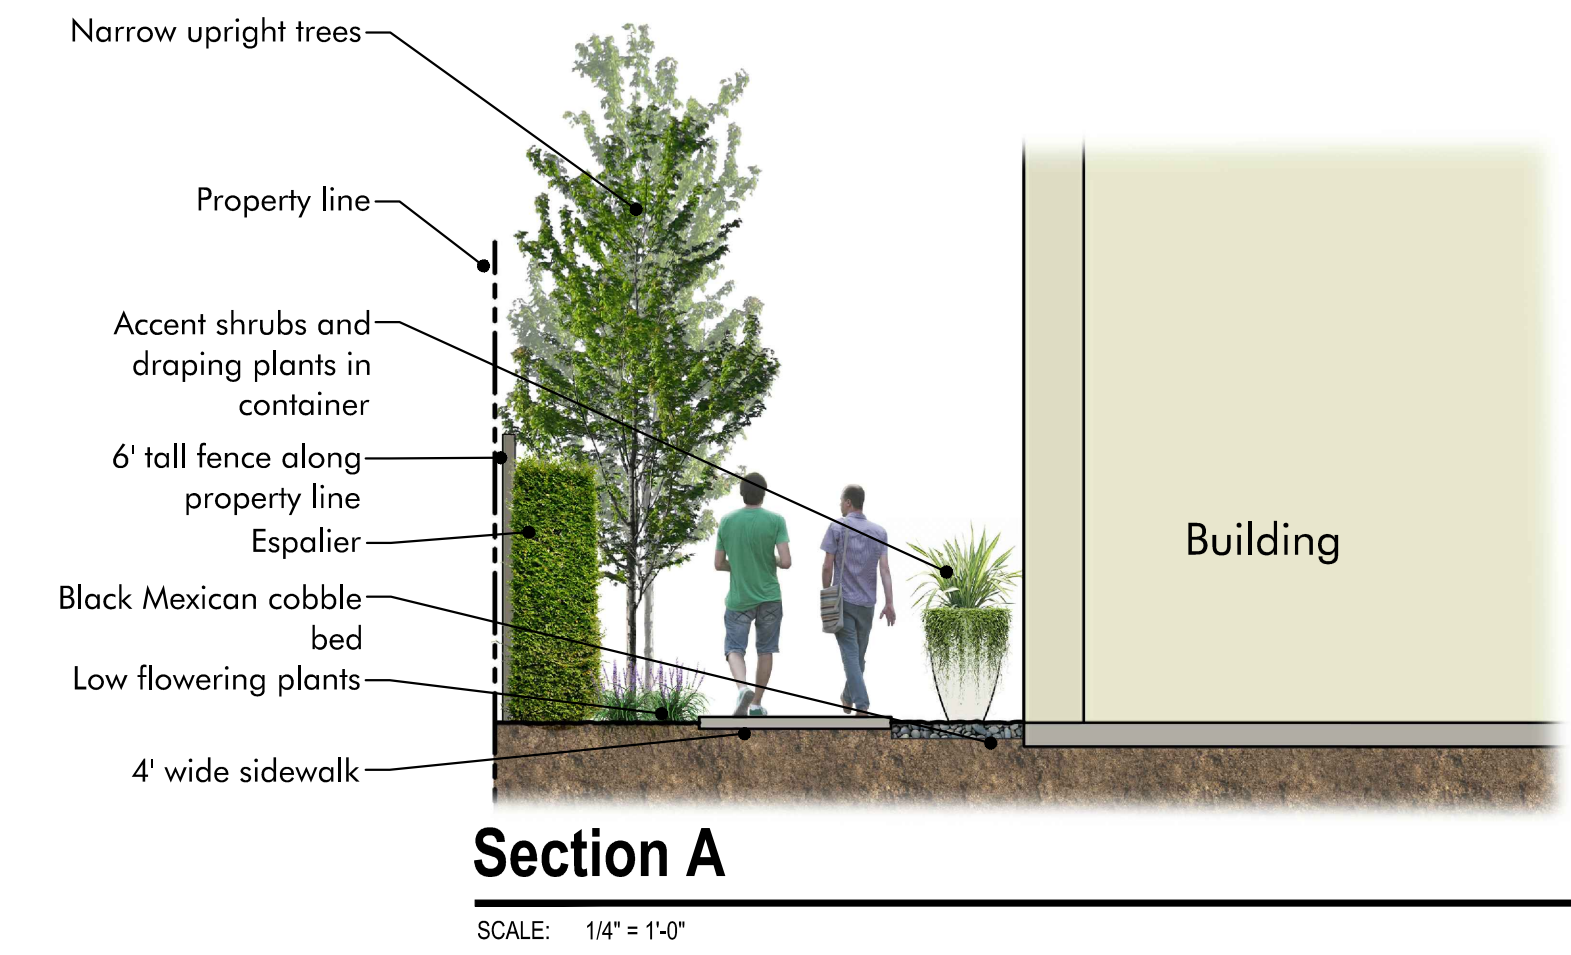 Narrow upright trees
Property line
Accent shrubs and
draping plants in
container
6' tall fence along
property line
Espalier
Black Mexican cobble
bed
Low flowering plants
4' wide sidewalk
Building
Section A
SCALE: 1/4" = 1'-0"